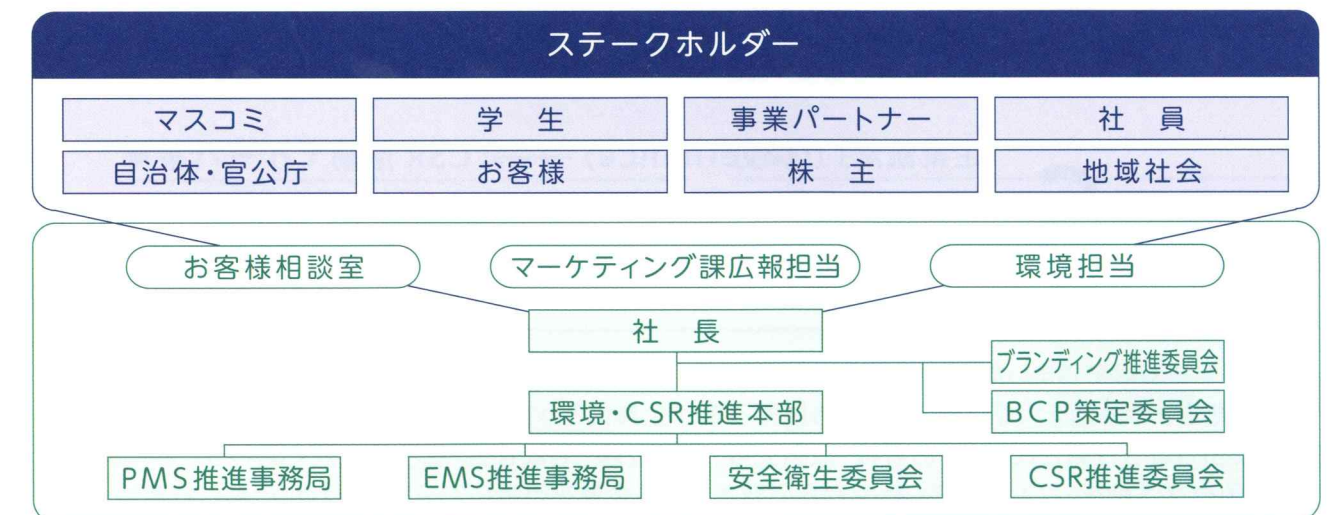 ステークホルダー
マスコミ
学 生
事業パートナー
社 員
自治体・官公庁
お客様
株 主
地域社会
お客様相談室
マーケティング課広報担当
環境担当
社 長
ブランディング推進委員会
環境・CSR推進本部
BCP策定委員会
PMS推進事務局
EMS推進事務局
安全衛生委員会
CSR推進委員会